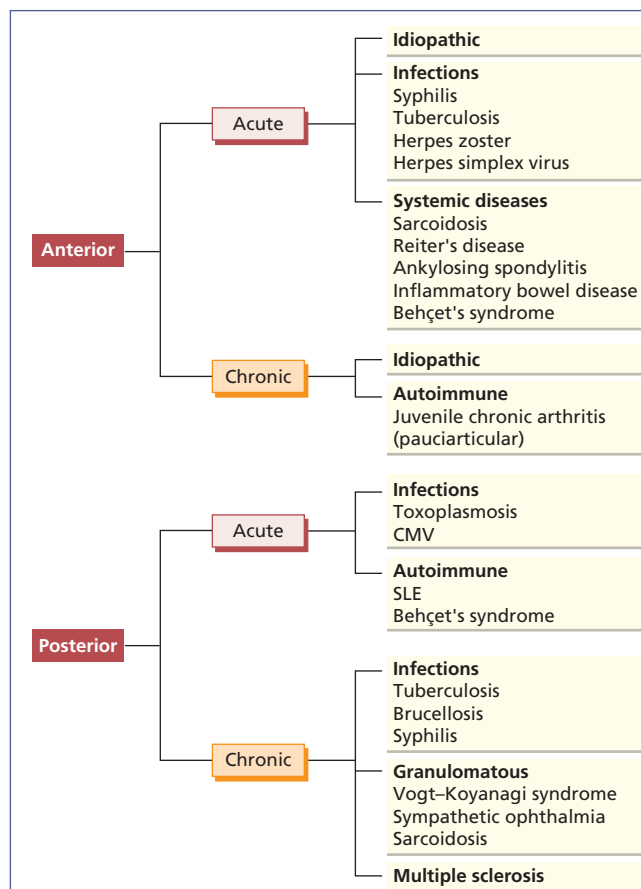 Anterior
Acute
Idiopathic
Infections
Syphilis
Tuberculosis
Herpes zoster
Herpes simplex virus
Systemic diseases
Sarcoidosis
Reiter's disease
Ankylosing spondylitis
Inflammatory bowel disease
Behçet's syndrome
Chronic
Idiopathic
Autoimmune
Juvenile chronic arthritis
(pauciarticular)
Posterior
Acute
Infections
Toxoplasmosis
CMV
Autoimmune
SLE
Behçet's syndrome
Chronic
Infections
Tuberculosis
Brucellosis
Syphilis
Granulomatous
Vogt–Koyanagi syndrome
Sympathetic ophthalmia
Sarcoidosis
Multiple sclerosis